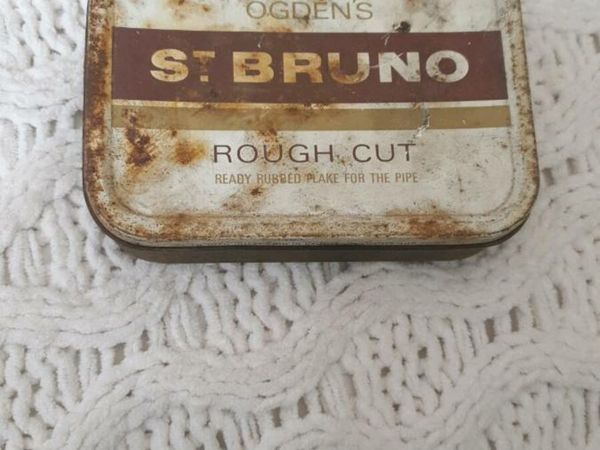 OGDEN'S
ST BRUNO
ROUGH CUT
READY RUBBED FLAKE FOR THE PIPE